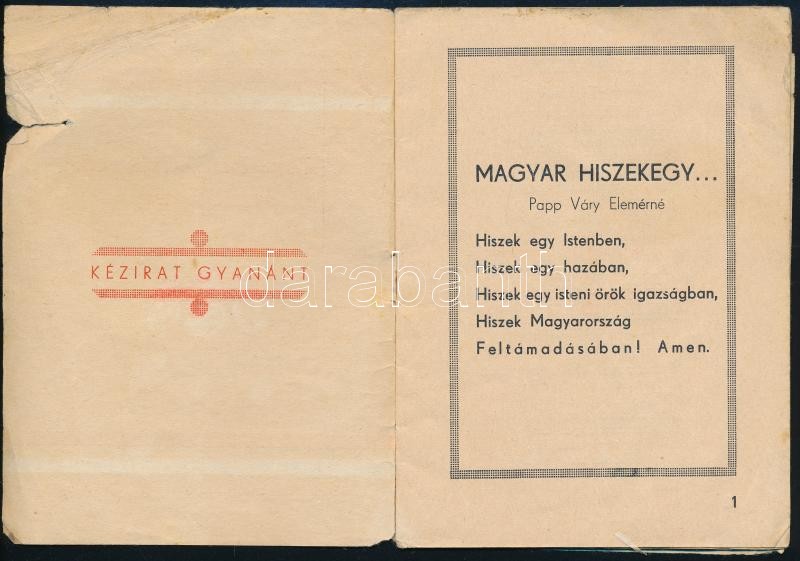 KÉZIRAT GYANÁNT
MAGYAR HISZEKEGY...
Papp Váry Elemérné
Hiszek egy Istenben,
Hiszek egy hazában,
Hiszek egy isteni örök igazságban,
Hiszek Magyarország
Feltámadásában! Amen.
1
darabanth